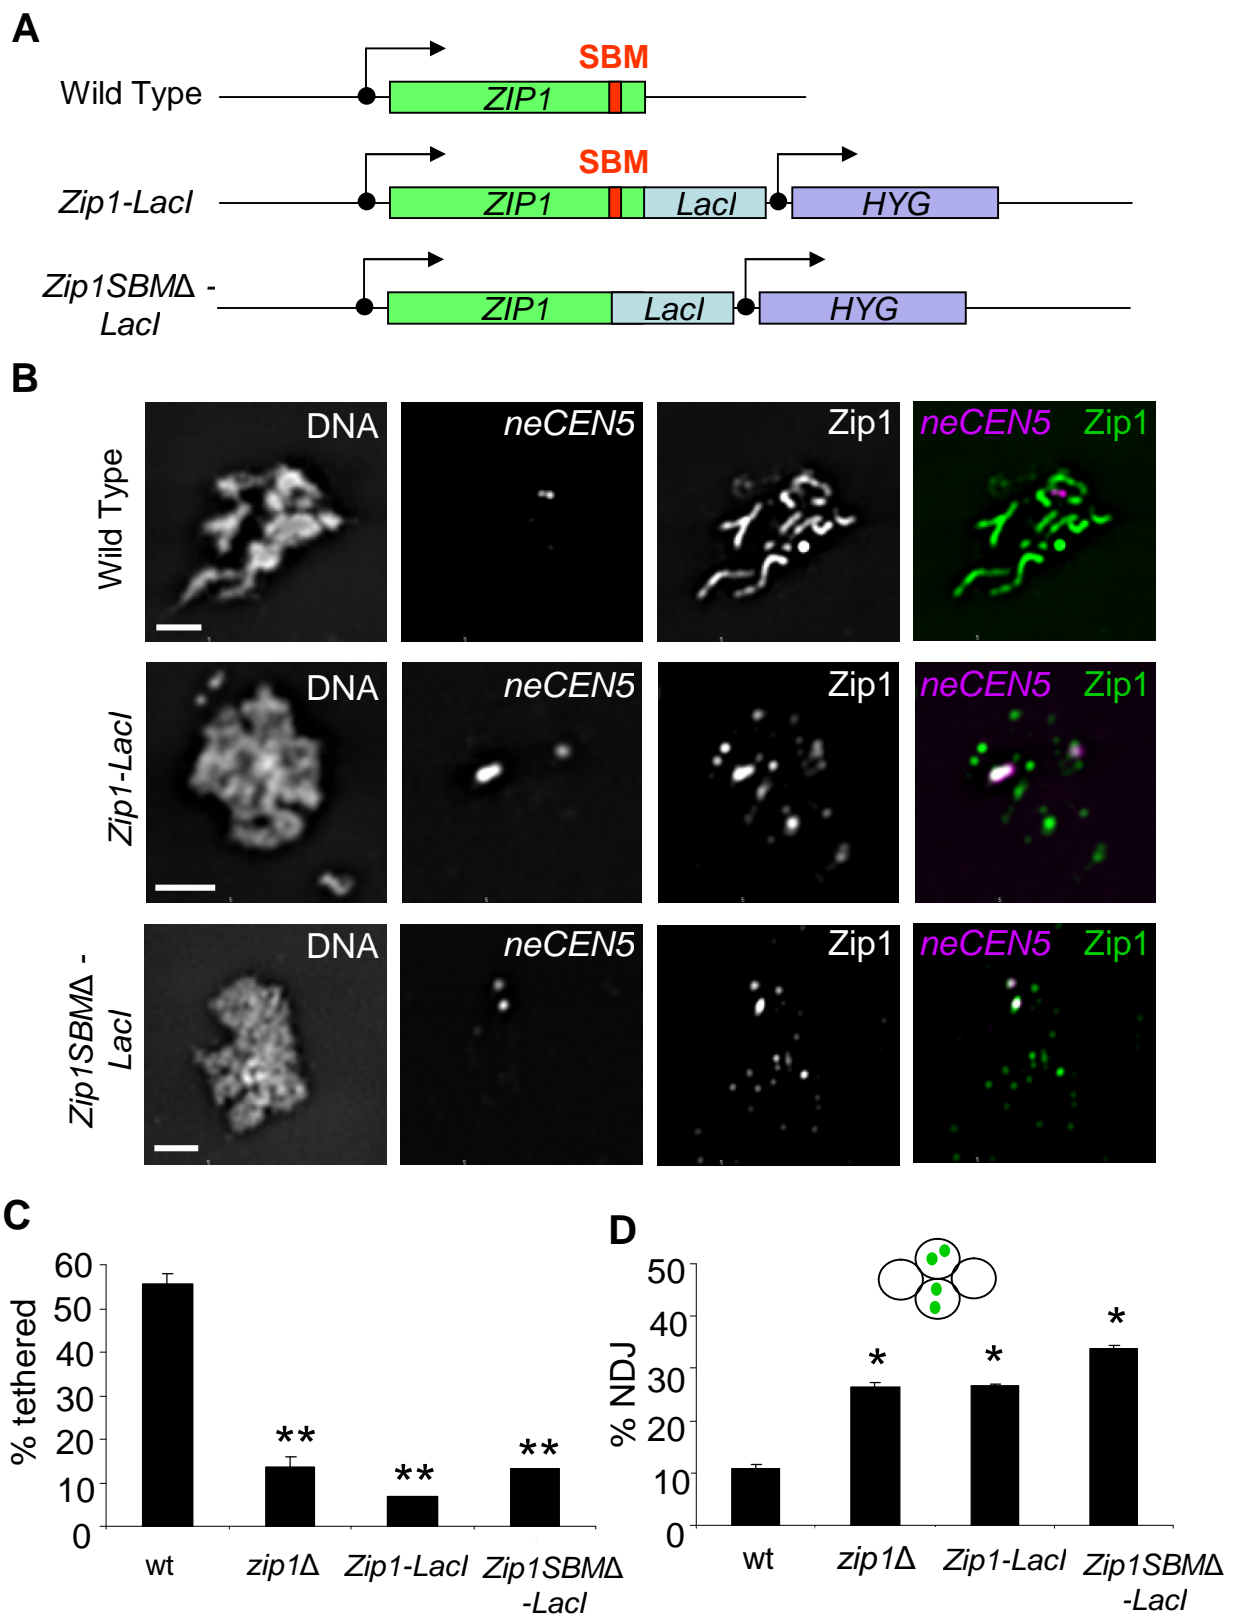 A
SBM
Wild Type
ZIP1
SBM
Zip1-LacI
ZIP1 LacI HYG
Zip1SBMΔ -
LacI
ZIP1 LacI HYG
B
Wild Type
DNA neCEN5 Zip1 neCEN5 Zip1
Zip1-LacI
DNA neCEN5 Zip1 neCEN5 Zip1
Zip1SBMΔ -
LacI
DNA neCEN5 Zip1 neCEN5 Zip1
C
% tethered
60
50
40
30
20
10
0
**
**
**
wt zip1Δ Zip1-LacI Zip1SBMΔ
-LacI
D
% NDJ
50
40
30
20
10
0
*
*
*
wt zip1Δ Zip1-LacI Zip1SBMΔ
-LacI